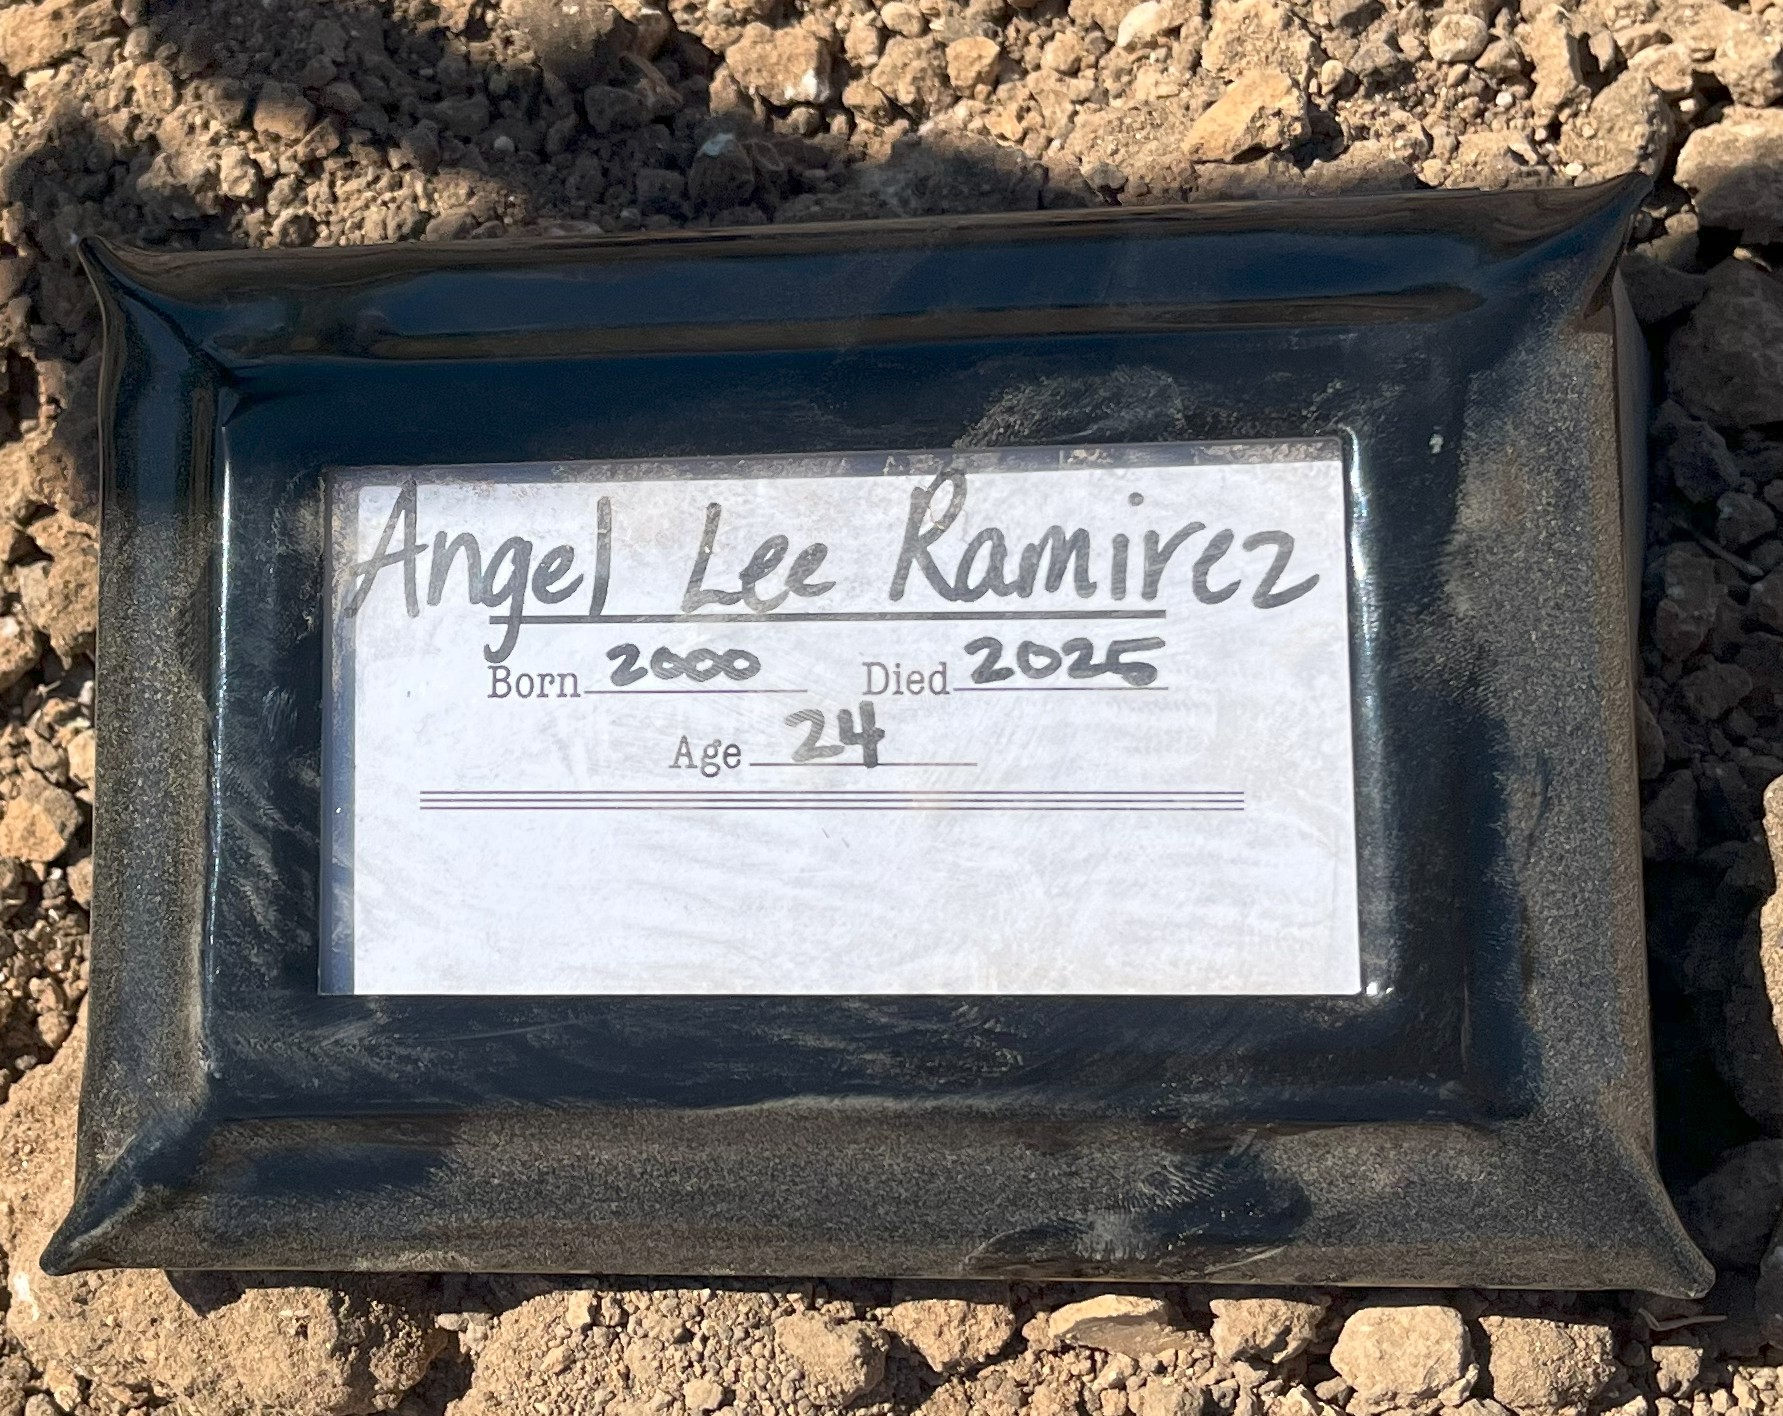 Angel Lee Ramirez
Born 2000 Died 2025
Age 24